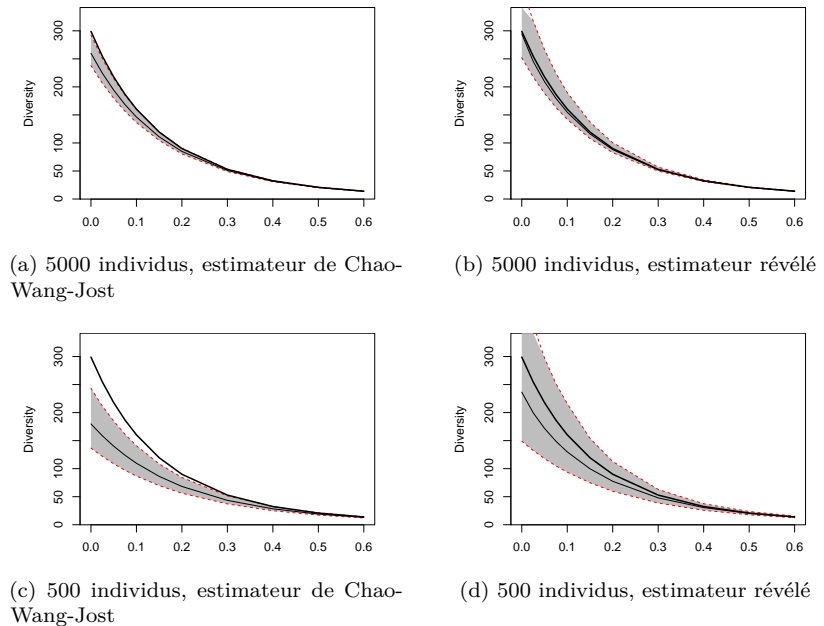 Diversity
300
200
100
50
0
0.0 0.1 0.2 0.3 0.4 0.5 0.6
(a) 5000 individus, estimateur de Chao-
Wang-Jost
Diversity
300
200
100
50
0
0.0 0.1 0.2 0.3 0.4 0.5 0.6
(b) 5000 individus, estimateur révélé
Diversity
300
200
100
50
0
0.0 0.1 0.2 0.3 0.4 0.5 0.6
(c) 500 individus, estimateur de Chao-
Wang-Jost
Diversity
300
200
100
50
0
0.0 0.1 0.2 0.3 0.4 0.5 0.6
(d) 500 individus, estimateur révélé